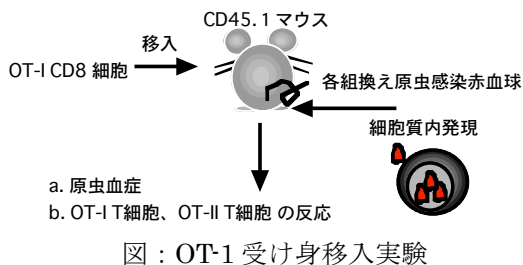 CD45.1 マウス
移入
OT-I CD8 細胞
各組換え原虫感染赤血球
細胞質内発現
a. 原虫血症
b. OT-I T細胞、OT-II T細胞 の反応
図：OT-1 受け身移入実験